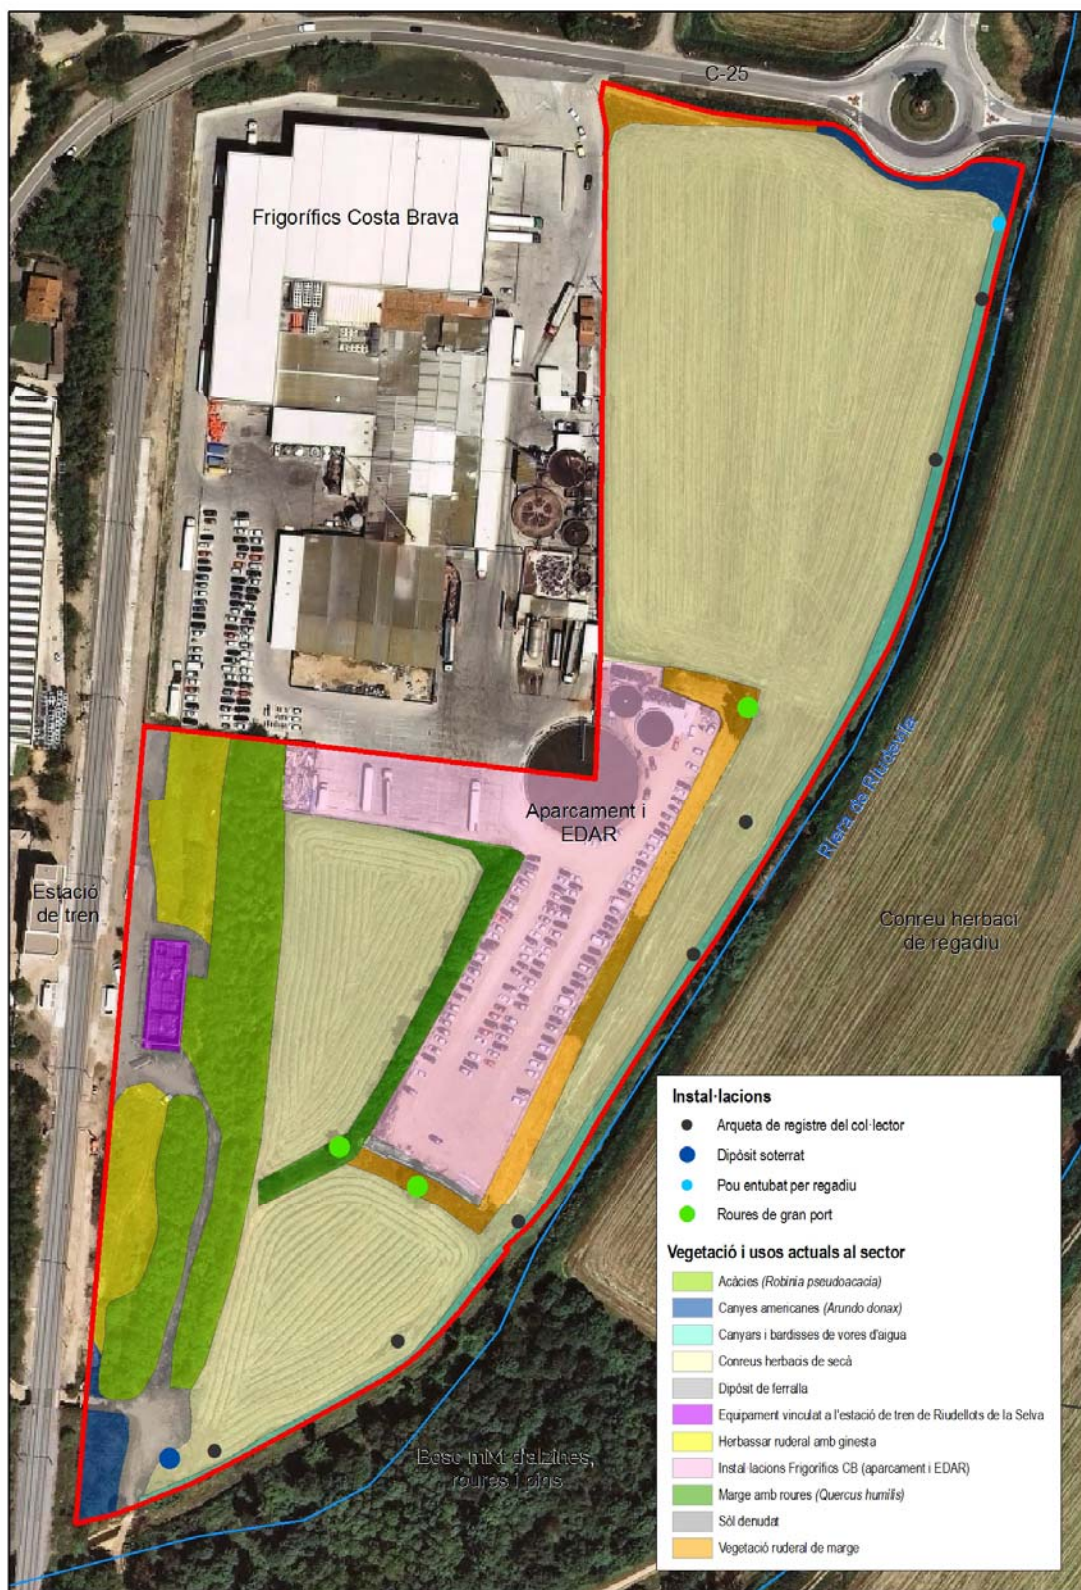 C-25
Frigorífics Costa Brava
Aparcament i
EDAR
Riera de Riudevilla
Estació
de tren
Conreu herbaci
de regadiu
Bosc mixt d'alzines,
roures i pins
Instal·lacions
Arqueta de registre del col·lector
Dipòsit soterrat
Pou entubat per regadiu
Roures de gran port
Vegetació i usos actuals al sector
Acàcies (Robinia pseudoacacia)
Canyes americanes (Arundo donax)
Canyars i bardisses de vores d'aigua
Conreus herbacis de secà
Dipòsit de ferralla
Equipament vinculat a l'estació de tren de Riudellots de la Selva
Herbassar ruderal amb ginesta
Instal lacions Frigorífics CB (aparcament i EDAR)
Marge amb roures (Quercus humilis)
Sòl denudat
Vegetació ruderal de marge